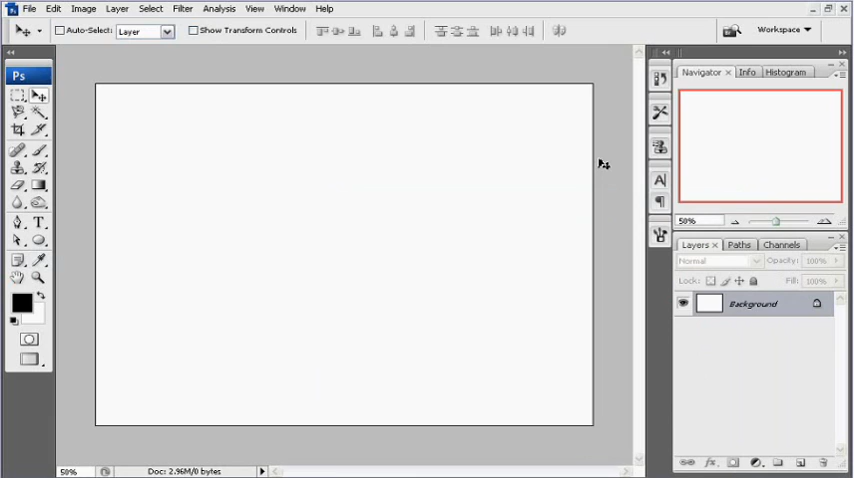 File Edit Image Layer Select Filter Analysis View Window Help
Auto-Select: Layer Show Transform Controls Workspace
Ps
Navigator Info Histogram
A
¶
T
50%
Layers Paths Channels
Normal Opacity: 100%
Lock: Fill: 100%
Background
fx
50% Doc: 2.96M/0 bytes